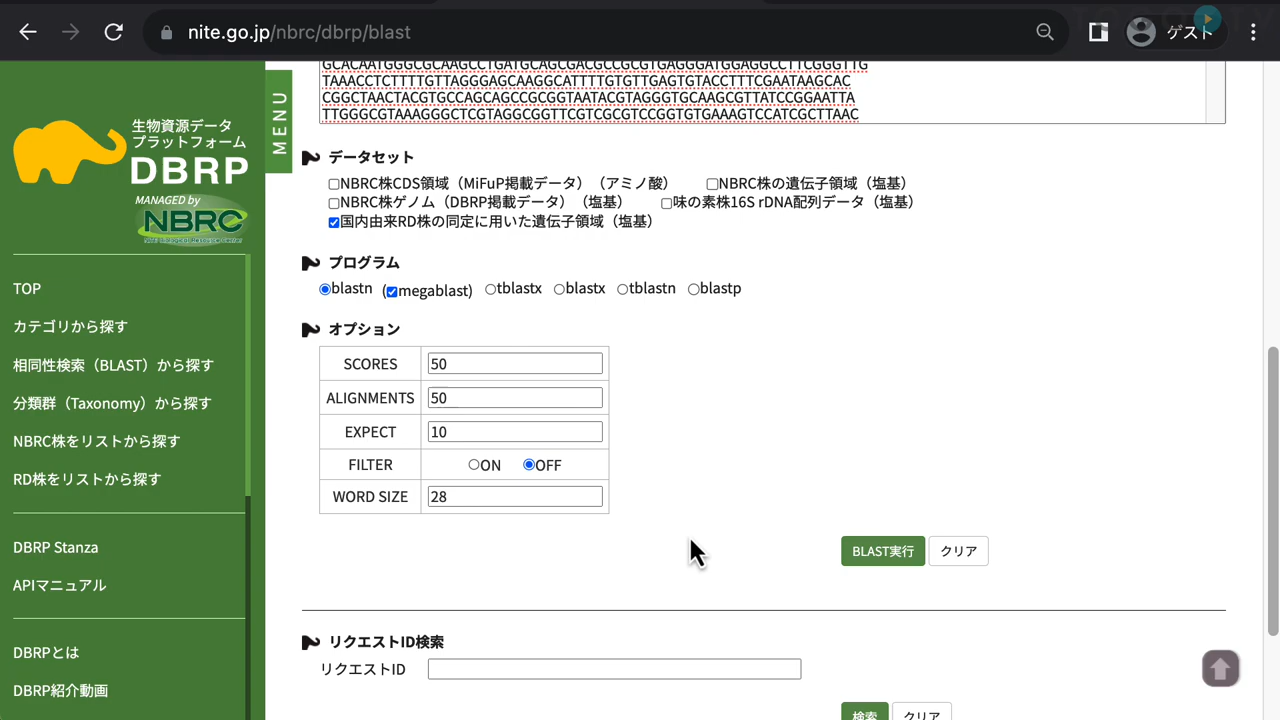 nite.go.jp/nbrc/dbrp/blast
ゲスト
GCACAATGGGCGCAAGCCTGATGCAGCGACGCCGCGTGAGGGATGGAGGCCTTCGGGTTG
TAAACCTCTTTTGTTAGGGAGCAAGGCATTTTGTGTTGAGTGTACCTTTCGAATAAGCAC
CGGCTAACTACGTGCCAGCAGCCGCGGTAATACGTAGGGTGCAAGCGTTATCCGGAATTA
TTGGGCGTAAAGGGCTCGTAGGCGGTTCGTCGCGTCCGGTGTGAAAGTCCATCGCTTAAC
MENU
生物資源データ
プラットフォーム
DBRP
MANAGED by
NBRC
TOP
カテゴリから探す
相同性検索（BLAST）から探す
分類群（Taxonomy）から探す
NBRC株をリストから探す
RD株をリストから探す
DBRP Stanza
APIマニュアル
DBRPとは
DBRP紹介動画
データセット
NBRC株CDS領域（MiFuP掲載データ）（アミノ酸） NBRC株の遺伝子領域（塩基）
NBRC株ゲノム（DBRP掲載データ）（塩基） 味の素株16S rDNA配列データ（塩基）
国内由来RD株の同定に用いた遺伝子領域（塩基）
プログラム
blastn (megablast) tblastx blastx tblastn blastp
オプション
SCORES 50
ALIGNMENTS 50
EXPECT 10
FILTER ON OFF
WORD SIZE 28
BLAST実行 クリア
リクエストID検索
リクエストID
検索 クリア